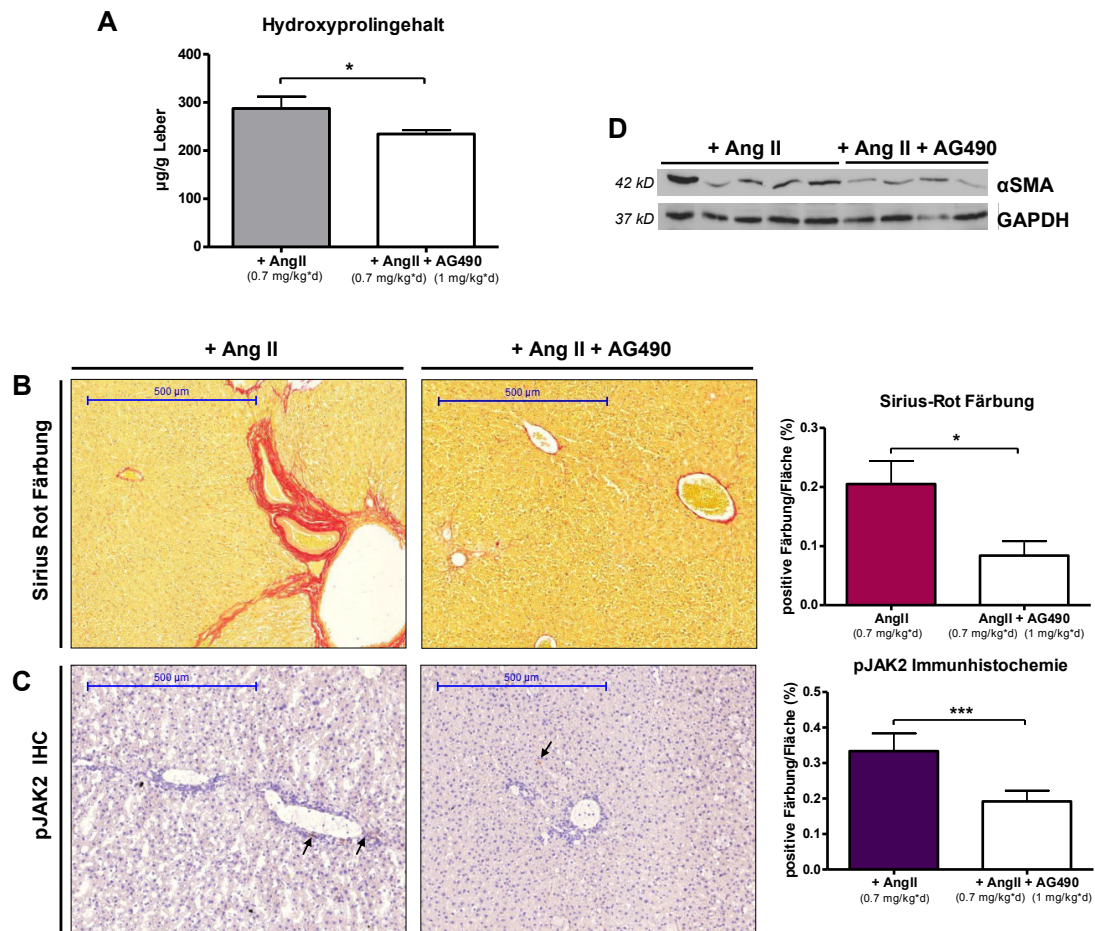 A
Hydroxyprolingehalt
400
300
200
100
0
µg/g Leber
*
+ AngII
(0.7 mg/kg*d)
+ AngII + AG490
(0.7 mg/kg*d) (1 mg/kg*d)
D
+ Ang II
+ Ang II + AG490
42 kD
αSMA
37 kD
GAPDH
+ Ang II
+ Ang II + AG490
B
Sirius Rot Färbung
500 µm
500 µm
Sirius-Rot Färbung
positive Färbung/Fläche (%)
0.3
0.2
0.1
0.0
*
AngII
(0.7 mg/kg*d)
AngII + AG490
(0.7 mg/kg*d) (1 mg/kg*d)
C
pJAK2 IHC
500 µm
500 µm
pJAK2 Immunhistochemie
positive Färbung/Fläche (%)
0.5
0.4
0.3
0.2
0.1
0.0
***
+ AngII
(0.7 mg/kg*d)
+ AngII + AG490
(0.7 mg/kg*d) (1 mg/kg*d)